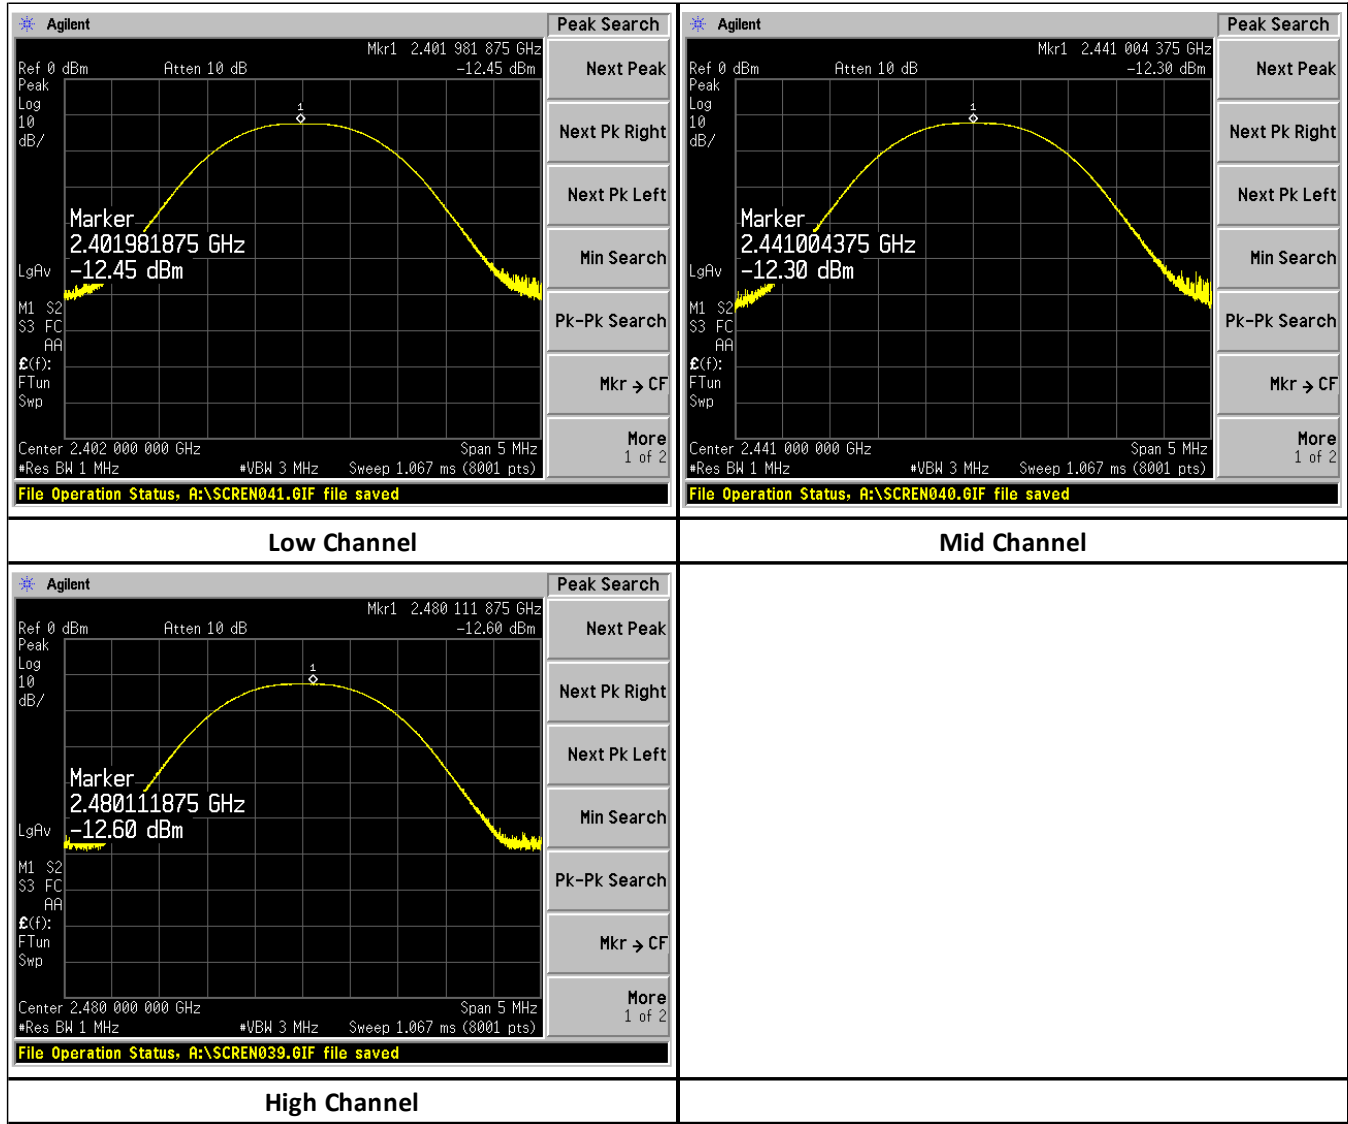 Agilent
Peak Search
Mkr1 2.401 981 875 GHz
Ref 0 dBm Atten 10 dB -12.45 dBm
Peak
Log
10
dB/
1
Marker
2.401981875 GHz
-12.45 dBm
LgAv
M1 S2
S3 FC
AA
£(f):
FTun
Swp
Center 2.402 000 000 GHz Span 5 MHz
#Res BW 1 MHz #VBW 3 MHz Sweep 1.067 ms (8001 pts)
File Operation Status, A:\SCREN041.GIF file saved
Next Peak
Next Pk Right
Next Pk Left
Min Search
Pk-Pk Search
Mkr → CF
More
1 of 2
Low Channel
Agilent
Peak Search
Mkr1 2.441 004 375 GHz
Ref 0 dBm Atten 10 dB -12.30 dBm
Peak
Log
10
dB/
1
Marker
2.441004375 GHz
-12.30 dBm
LgAv
M1 S2
S3 FC
AA
£(f):
FTun
Swp
Center 2.441 000 000 GHz Span 5 MHz
#Res BW 1 MHz #VBW 3 MHz Sweep 1.067 ms (8001 pts)
File Operation Status, A:\SCREN040.GIF file saved
Next Peak
Next Pk Right
Next Pk Left
Min Search
Pk-Pk Search
Mkr → CF
More
1 of 2
Mid Channel
Agilent
Peak Search
Mkr1 2.480 111 875 GHz
Ref 0 dBm Atten 10 dB -12.60 dBm
Peak
Log
10
dB/
1
Marker
2.480111875 GHz
-12.60 dBm
LgAv
M1 S2
S3 FC
AA
£(f):
FTun
Swp
Center 2.480 000 000 GHz Span 5 MHz
#Res BW 1 MHz #VBW 3 MHz Sweep 1.067 ms (8001 pts)
File Operation Status, A:\SCREN039.GIF file saved
Next Peak
Next Pk Right
Next Pk Left
Min Search
Pk-Pk Search
Mkr → CF
More
1 of 2
High Channel